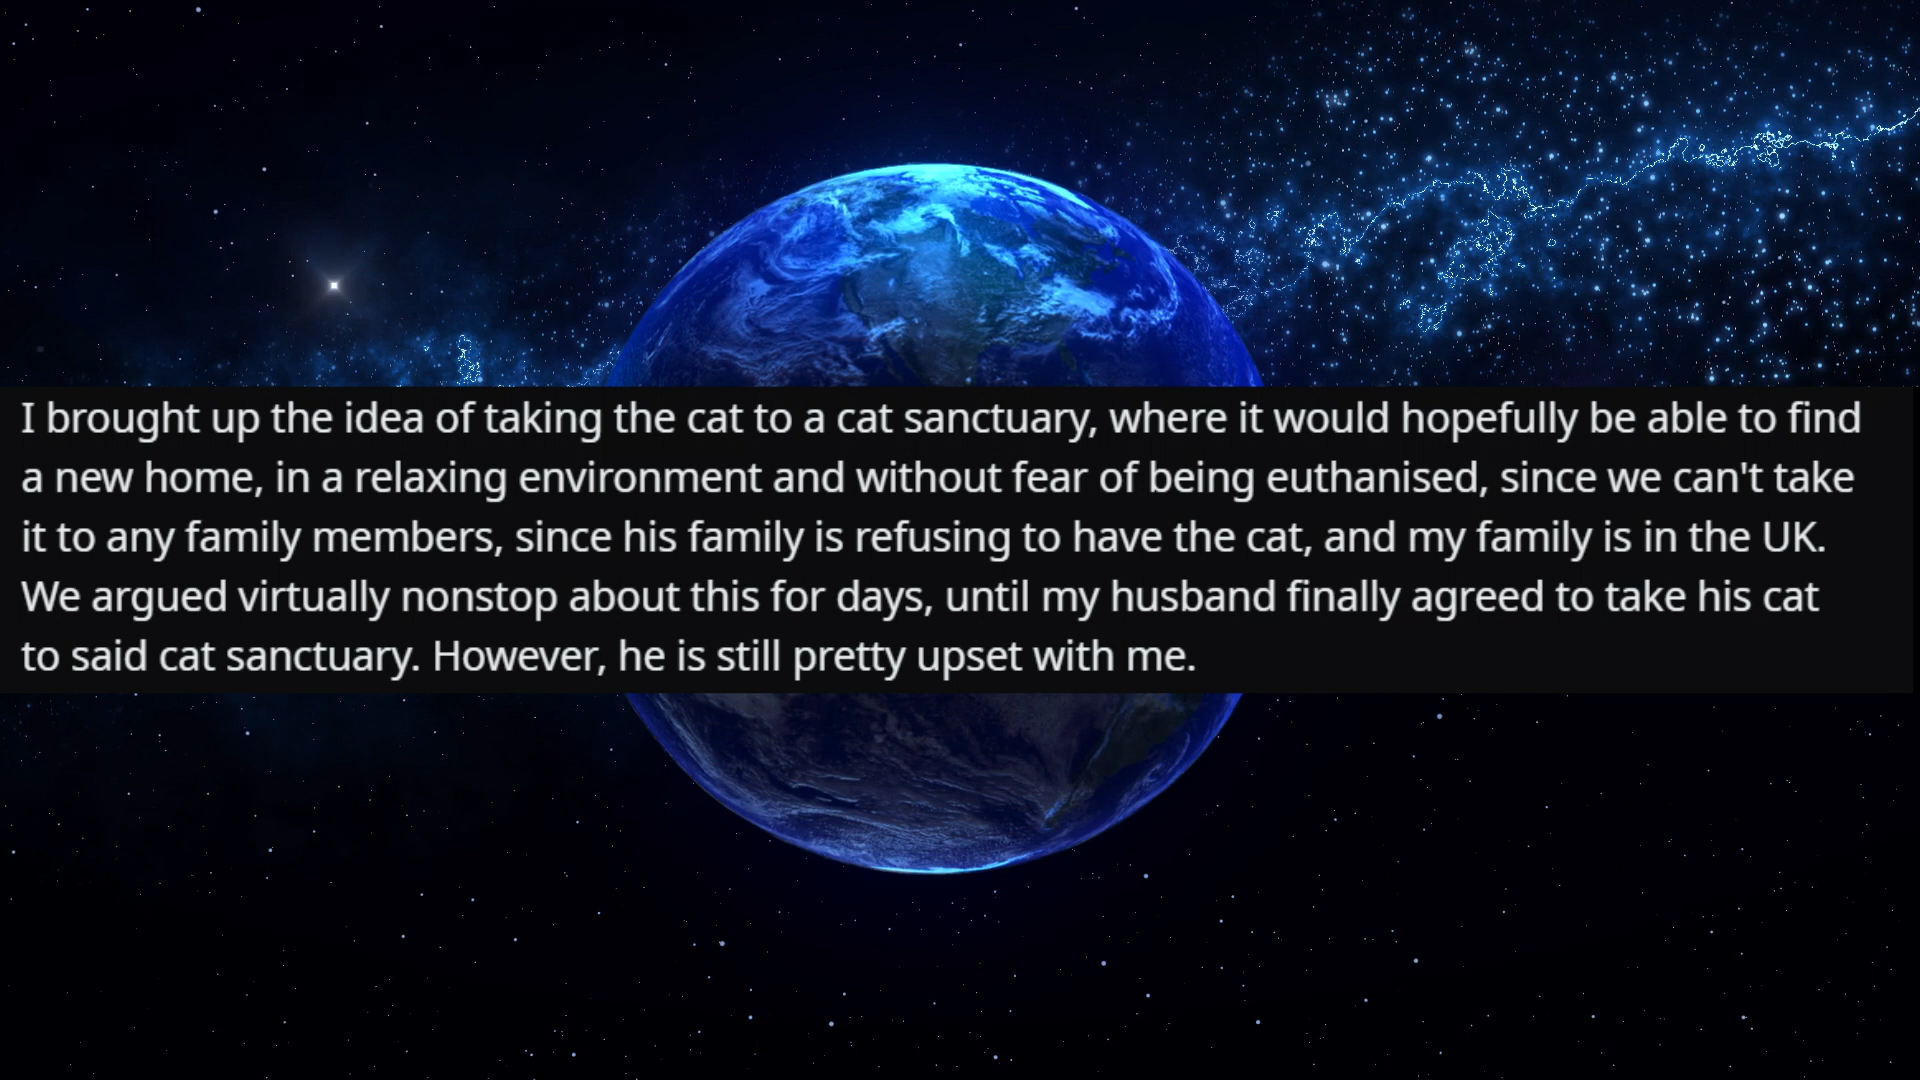 I brought up the idea of taking the cat to a cat sanctuary, where it would hopefully be able to find
a new home, in a relaxing environment and without fear of being euthanised, since we can't take
it to any family members, since his family is refusing to have the cat, and my family is in the UK.
We argued virtually nonstop about this for days, until my husband finally agreed to take his cat
to said cat sanctuary. However, he is still pretty upset with me.